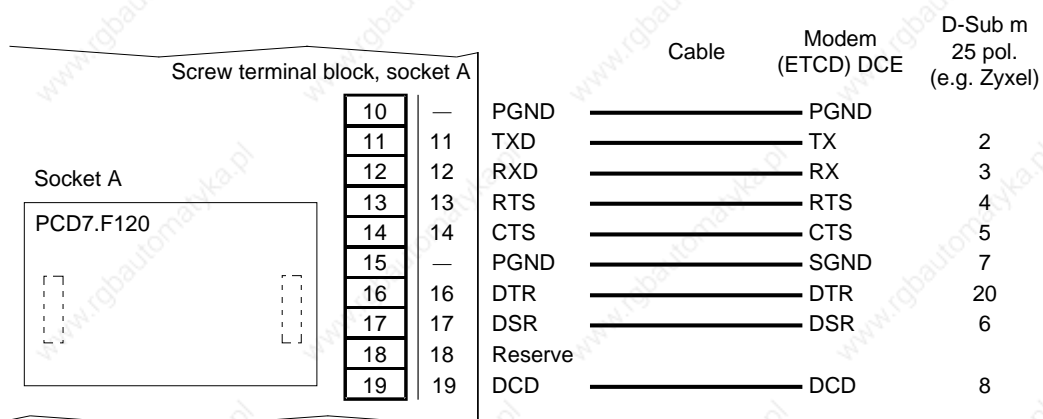 D-Sub m
Cable Modem 25 pol.
(ETCD) DCE (e.g. Zyxel)
Screw terminal block, socket A
10 — PGND PGND
11 11 TXD TX 2
12 12 RXD RX 3
Socket A
13 13 RTS RTS 4
PCD7.F120
14 14 CTS CTS 5
15 — PGND SGND 7
16 16 DTR DTR 20
17 17 DSR DSR 6
18 18 Reserve
19 19 DCD DCD 8
www.rgbautomatyka.pl